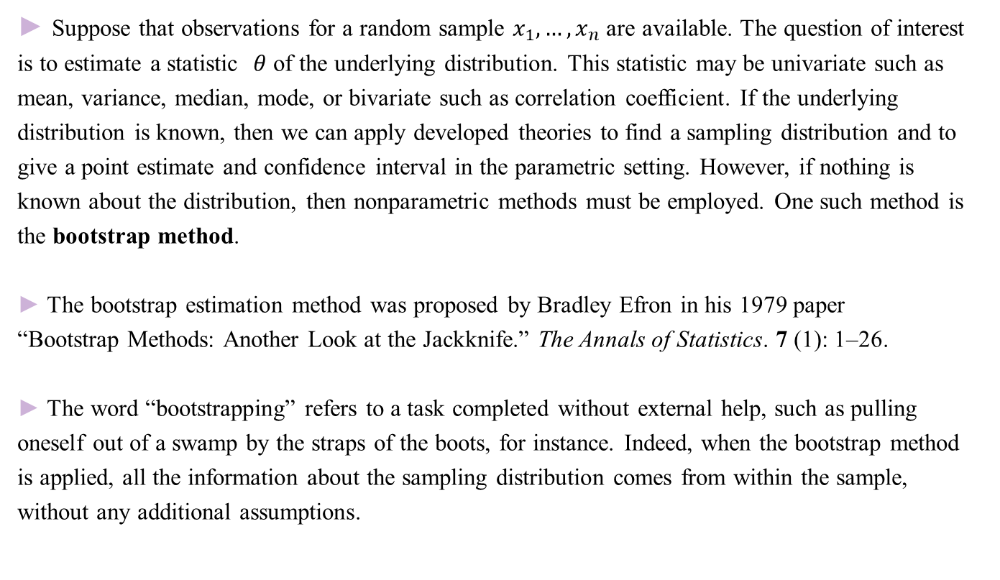 ► Suppose that observations for a random sample x₁, … , xₙ are available. The question of interest
is to estimate a statistic θ of the underlying distribution. This statistic may be univariate such as
mean, variance, median, mode, or bivariate such as correlation coefficient. If the underlying
distribution is known, then we can apply developed theories to find a sampling distribution and to
give a point estimate and confidence interval in the parametric setting. However, if nothing is
known about the distribution, then nonparametric methods must be employed. One such method is
the bootstrap method.
► The bootstrap estimation method was proposed by Bradley Efron in his 1979 paper
“Bootstrap Methods: Another Look at the Jackknife.” The Annals of Statistics. 7 (1): 1–26.
► The word “bootstrapping” refers to a task completed without external help, such as pulling
oneself out of a swamp by the straps of the boots, for instance. Indeed, when the bootstrap method
is applied, all the information about the sampling distribution comes from within the sample,
without any additional assumptions.